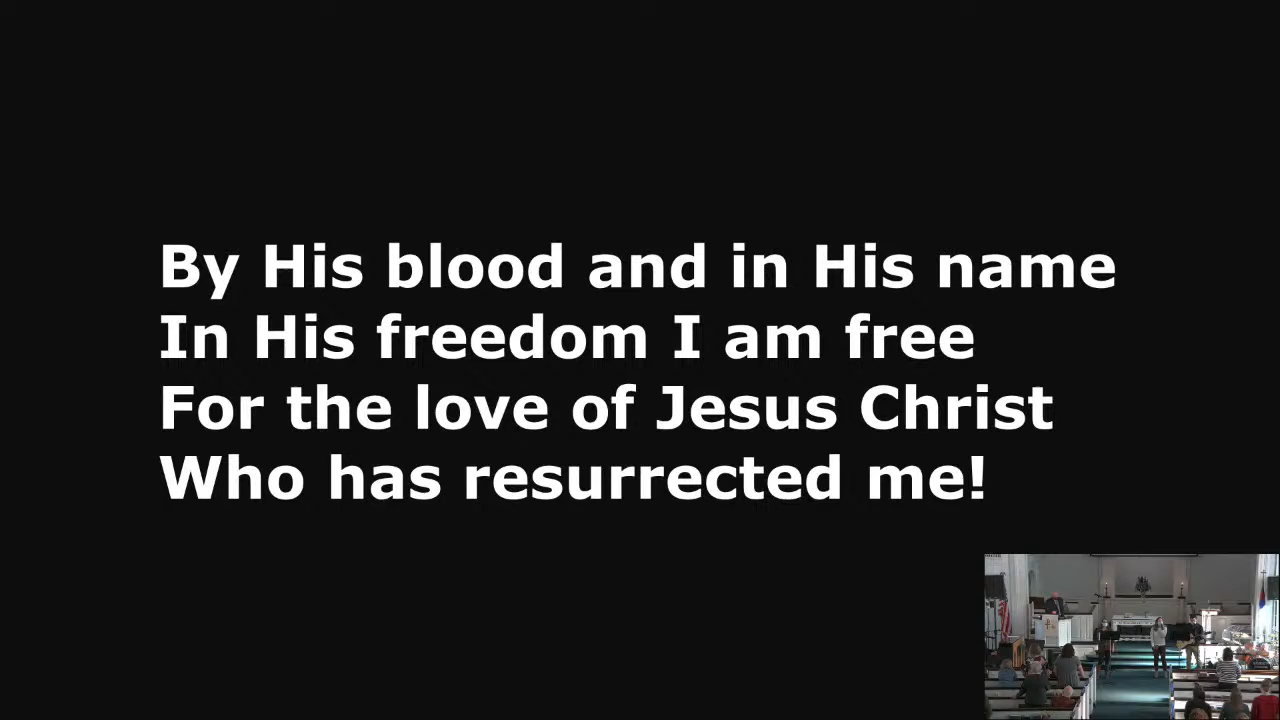 By His blood and in His name
In His freedom I am free
For the love of Jesus Christ
Who has resurrected me!